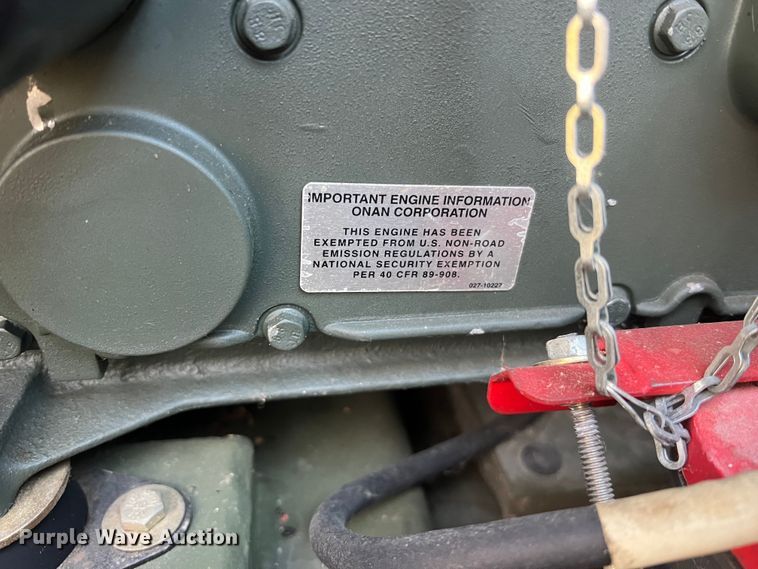 IMPORTANT ENGINE INFORMATION
ONAN CORPORATION
THIS ENGINE HAS BEEN
EXEMPTED FROM U.S. NON-ROAD
EMISSION REGULATIONS BY A
NATIONAL SECURITY EXEMPTION
PER 40 CFR 89-908.
027-10227
Purple Wave Auction